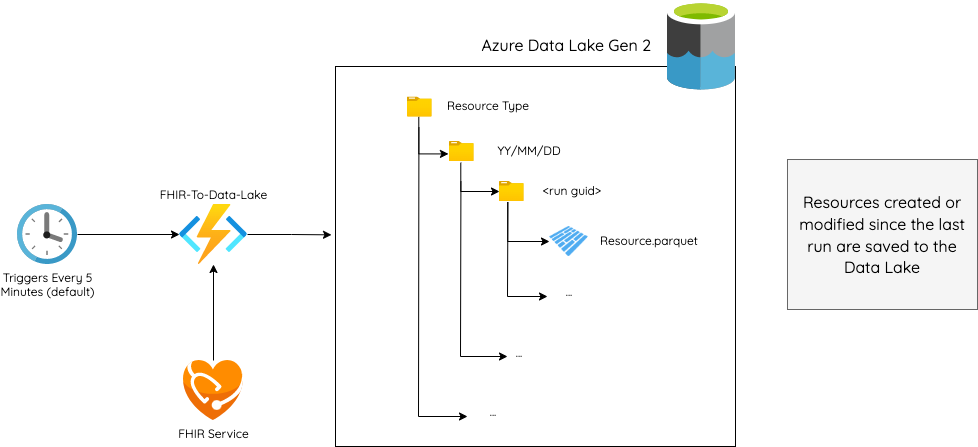 Azure Data Lake Gen 2
Resource Type
YY/MM/DD
<run guid>
Resource.parquet
...
...
...
FHIR-To-Data-Lake
Triggers Every 5
Minutes (default)
FHIR Service
Resources created or
modified since the last
run are saved to the
Data Lake